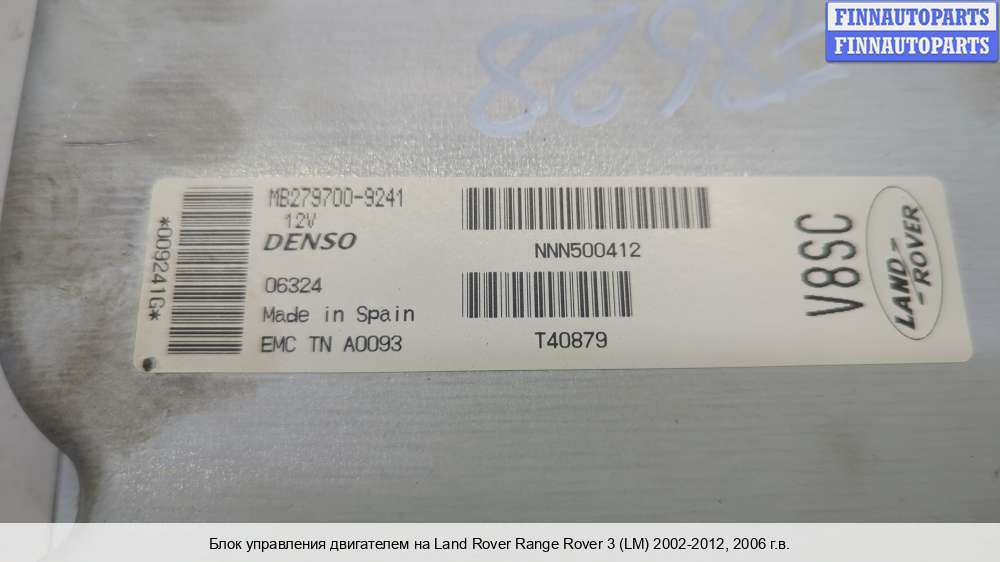 FINNAUTOPARTS
FINNAUTOPARTS
MB279700-9241
12V
DENSO
06324
Made in Spain
EMC TN A0093
*009241G*
NNN500412
T40879
V8SC
LAND-
-ROVER
Блок управления двигателем на Land Rover Range Rover 3 (LM) 2002-2012, 2006 г.в.